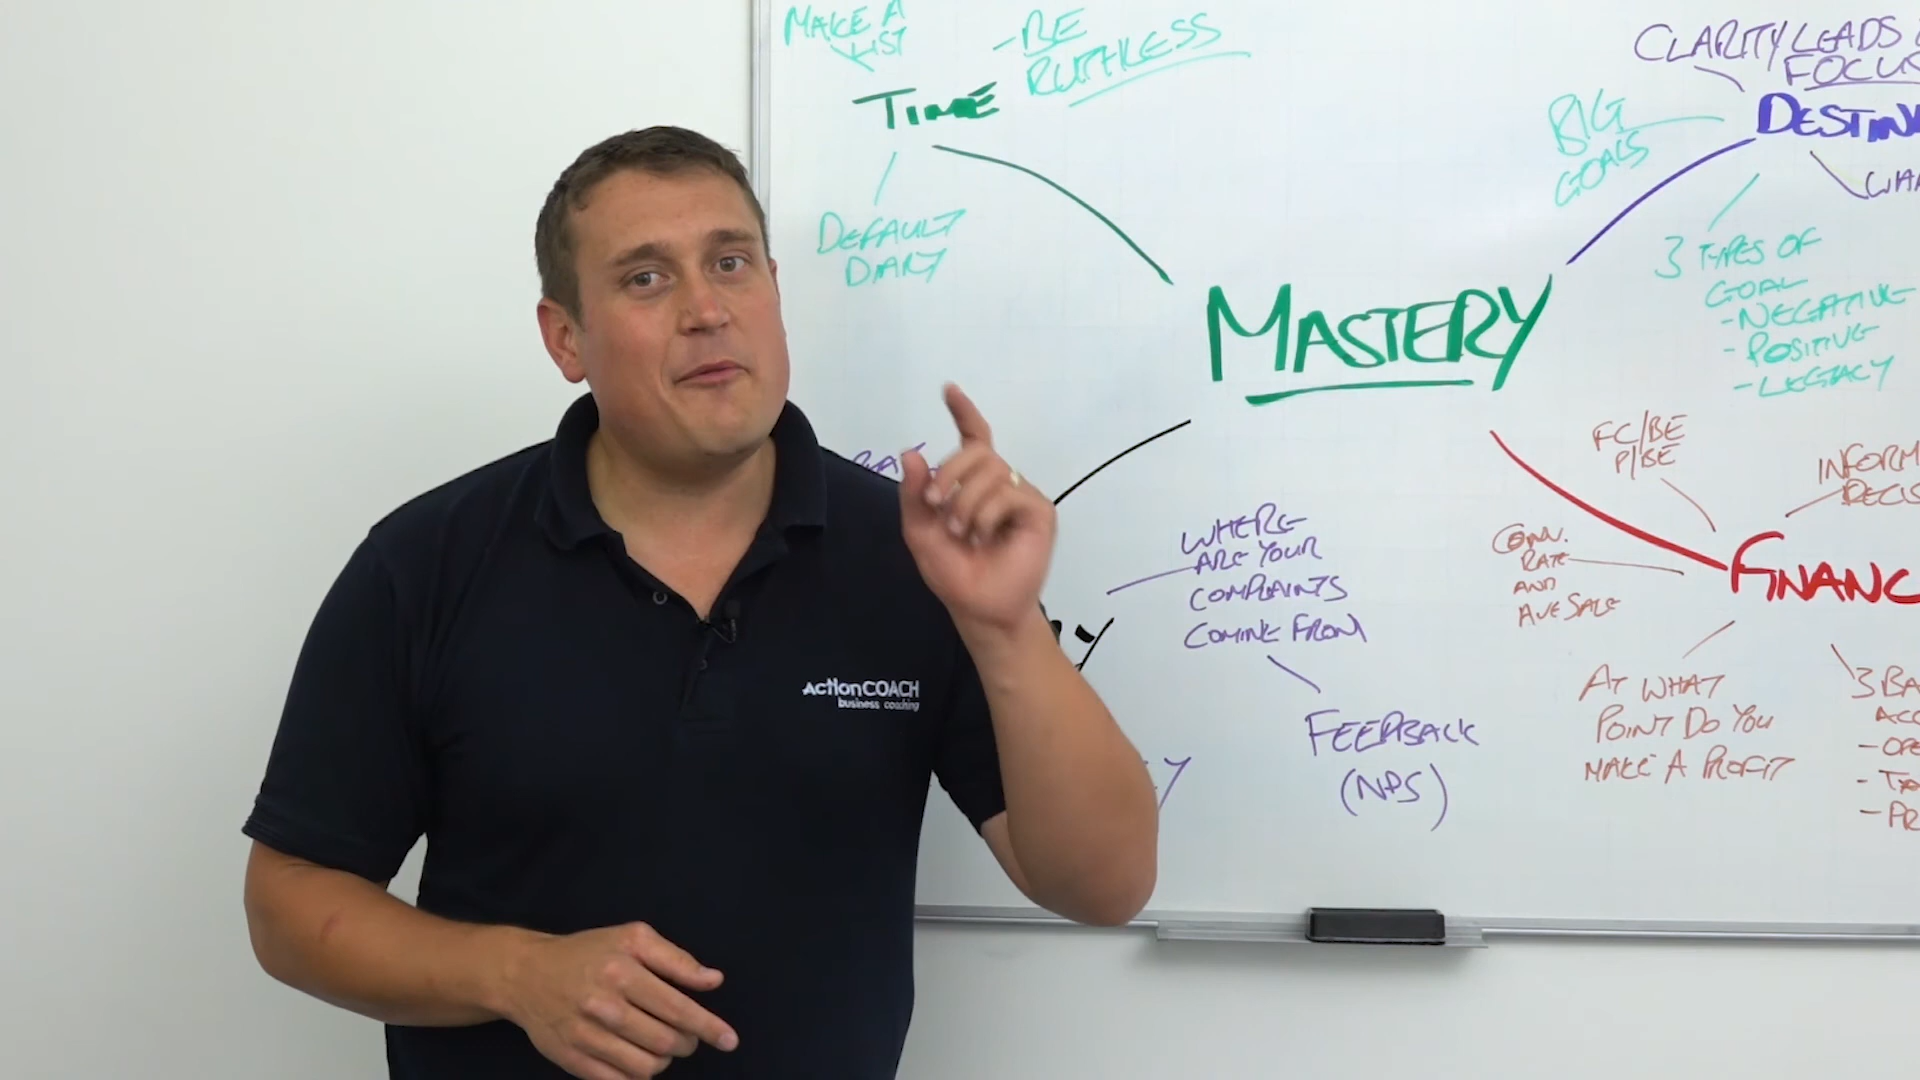 MAKE A
LIST
- BE
RUTHLESS
TIME
DEFAULT
DIARY
MASTERY
CLARITY LEADS
FOCUS
BIG
GOALS
3 TYPES OF
GOAL
- NEGATIVE
- POSITIVE
- LEGACY
WHERE
ARE YOUR
COMPLAINTS
COMING FROM
FEEDBACK
(NPS)
FC/BE
P/BE
CONV.
RATE
AND
AVE SALE
AT WHAT
POINT DO YOU
MAKE A PROFIT
ActionCOACH
business coaching